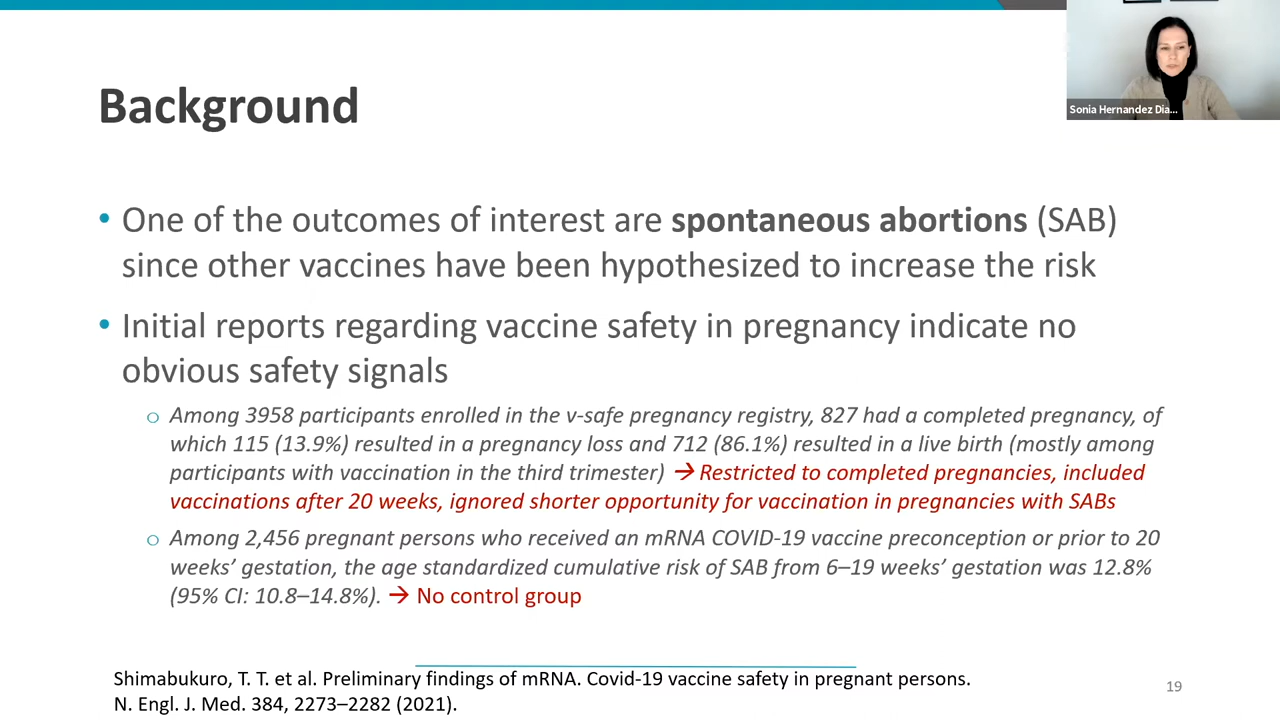 Sonia Hernandez Dia...
Background
• One of the outcomes of interest are spontaneous abortions (SAB)
since other vaccines have been hypothesized to increase the risk
• Initial reports regarding vaccine safety in pregnancy indicate no
obvious safety signals
o Among 3958 participants enrolled in the v-safe pregnancy registry, 827 had a completed pregnancy, of
which 115 (13.9%) resulted in a pregnancy loss and 712 (86.1%) resulted in a live birth (mostly among
participants with vaccination in the third trimester) → Restricted to completed pregnancies, included
vaccinations after 20 weeks, ignored shorter opportunity for vaccination in pregnancies with SABs
o Among 2,456 pregnant persons who received an mRNA COVID-19 vaccine preconception or prior to 20
weeks’ gestation, the age standardized cumulative risk of SAB from 6–19 weeks’ gestation was 12.8%
(95% CI: 10.8–14.8%). → No control group
Shimabukuro, T. T. et al. Preliminary findings of mRNA. Covid-19 vaccine safety in pregnant persons.
N. Engl. J. Med. 384, 2273–2282 (2021).
19